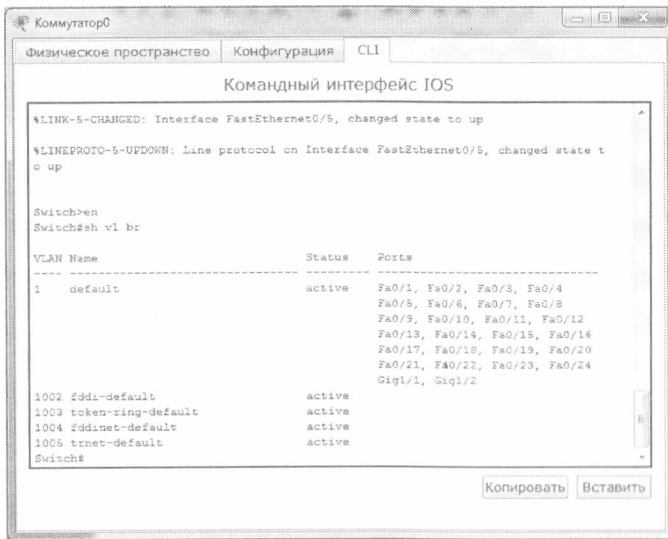 Коммутатор0
Физическое пространство Конфигурация CLI
Командный интерфейс IOS
%LINK-5-CHANGED: Interface FastEthernet0/5, changed state to up
%LINEPROTO-5-UPDOWN: Line protocol on Interface FastEthernet0/5, changed state t
o up
Switch>en
Switch#sh vl br
VLAN Name Status Ports
---- -------------------------------- --------- -------------------------------
1 default active Fa0/1, Fa0/2, Fa0/3, Fa0/4
Fa0/5, Fa0/6, Fa0/7, Fa0/8
Fa0/9, Fa0/10, Fa0/11, Fa0/12
Fa0/13, Fa0/14, Fa0/15, Fa0/16
Fa0/17, Fa0/18, Fa0/19, Fa0/20
Fa0/21, Fa0/22, Fa0/23, Fa0/24
Gig1/1, Gig1/2
1002 fddi-default active
1003 token-ring-default active
1004 fddinet-default active
1005 trnet-default active
Switch#
Копировать Вставить